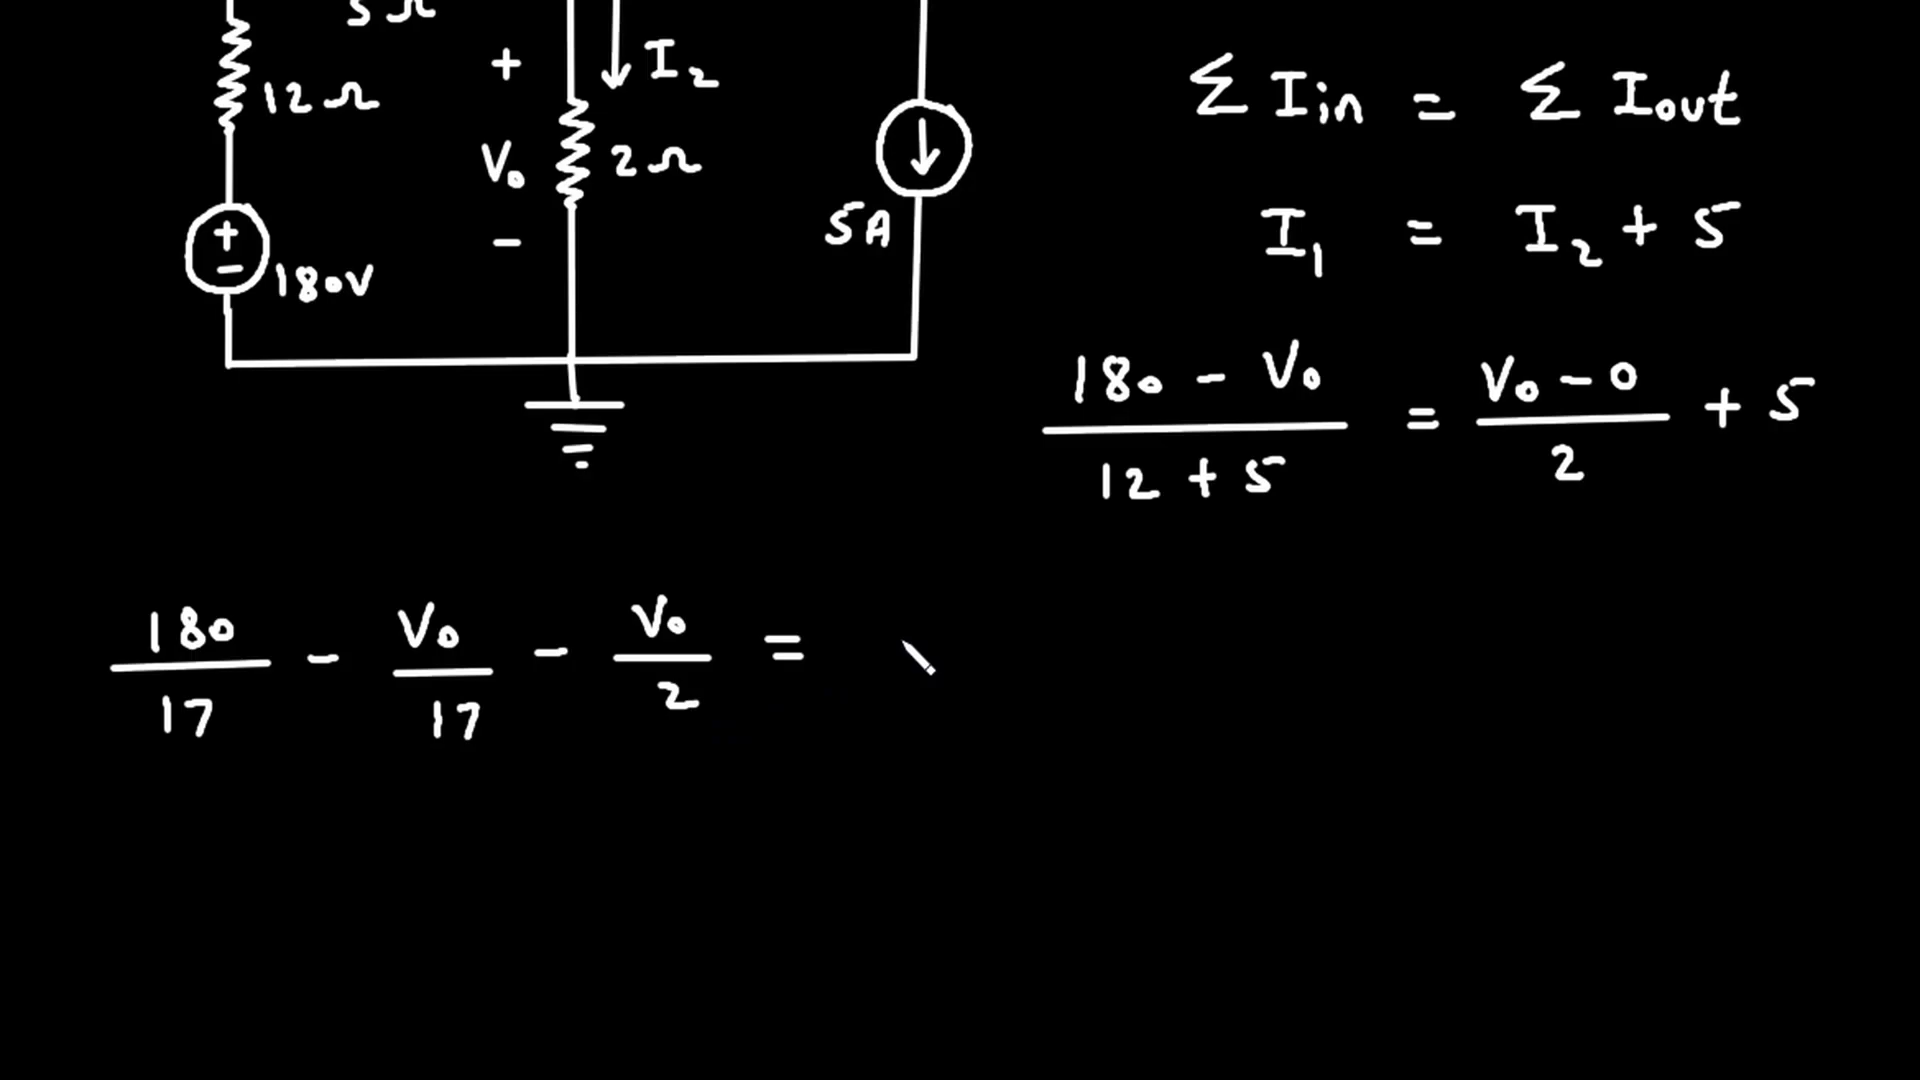 5Ω
12Ω
+
I₂
V₀
2Ω
-
+
-
180V
5A
Σ Iin = Σ Iout
I₁ = I₂ + 5
(180 - V₀)/(12 + 5) = (V₀ - 0)/2 + 5
180/17 - V₀/17 - V₀/2 =